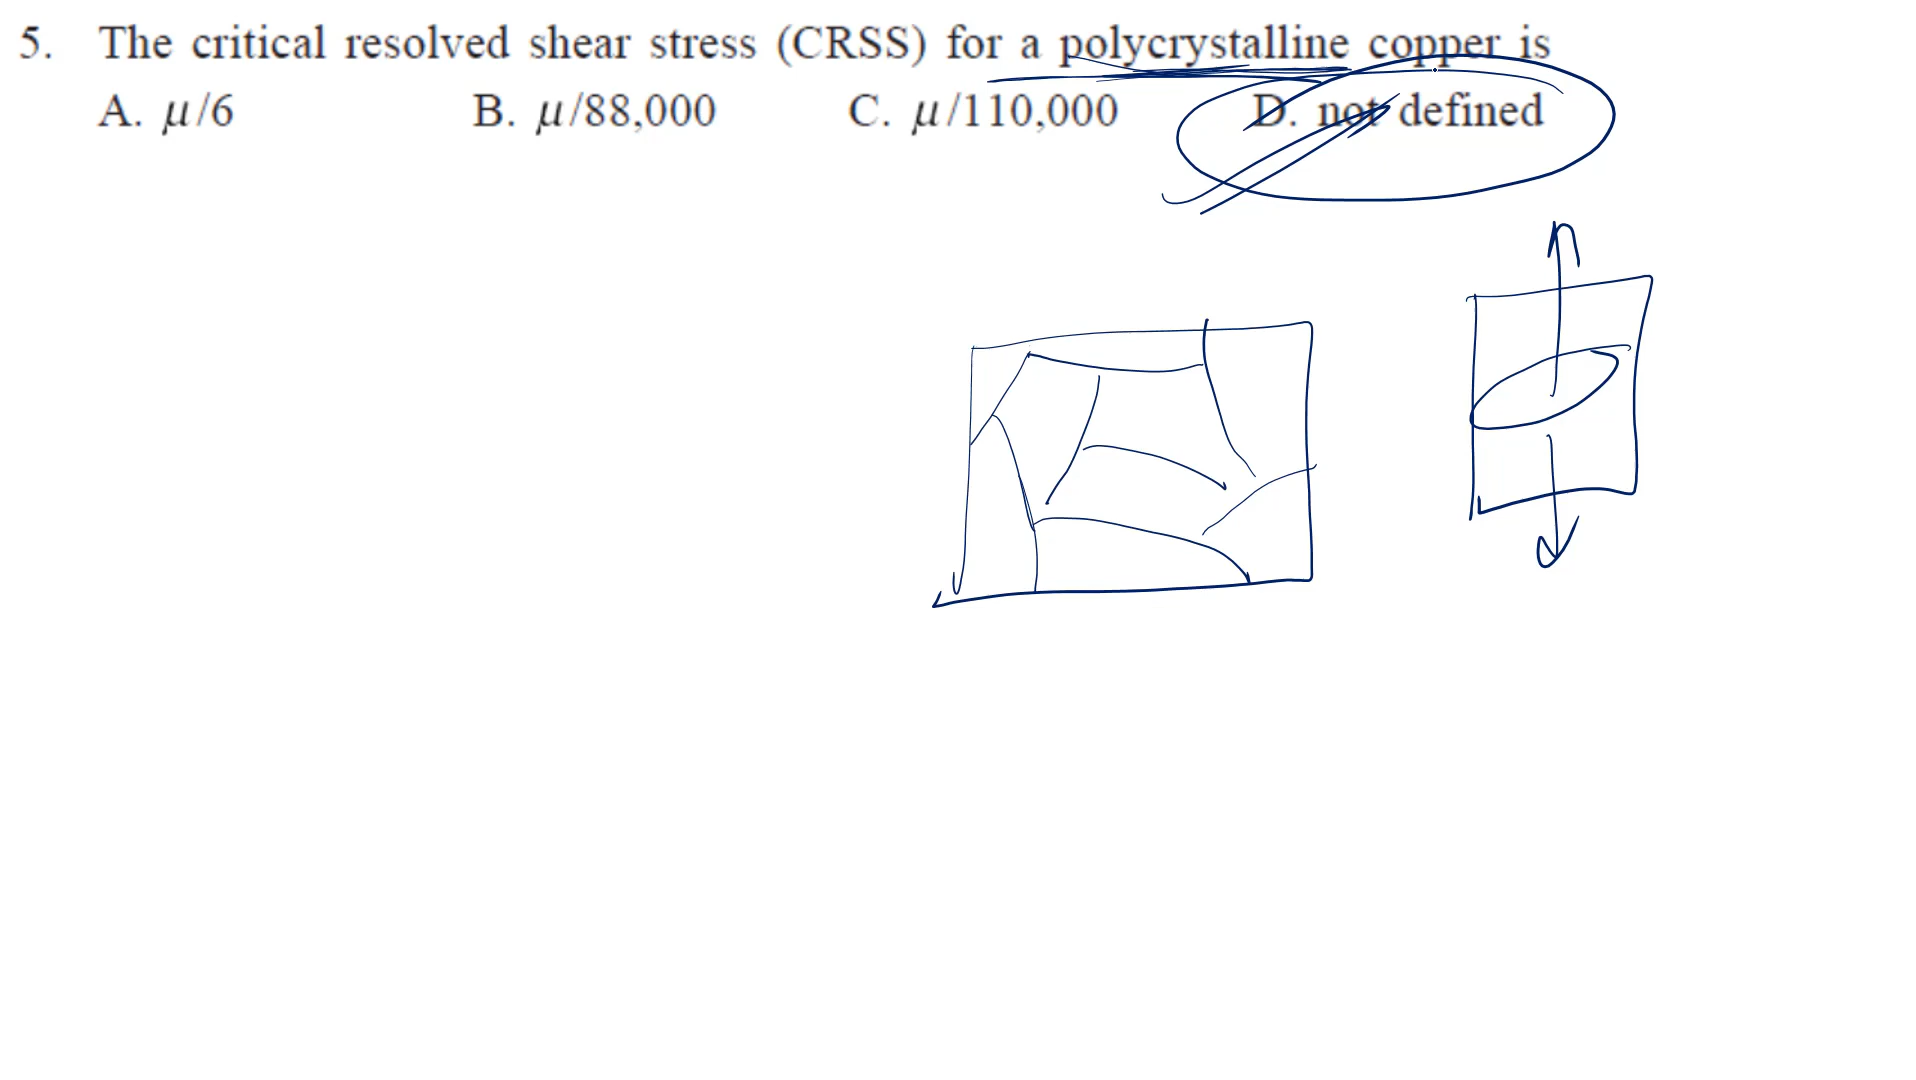 5. The critical resolved shear stress (CRSS) for a polycrystalline copper is
A. μ/6 B. μ/88,000 C. μ/110,000 D. not defined